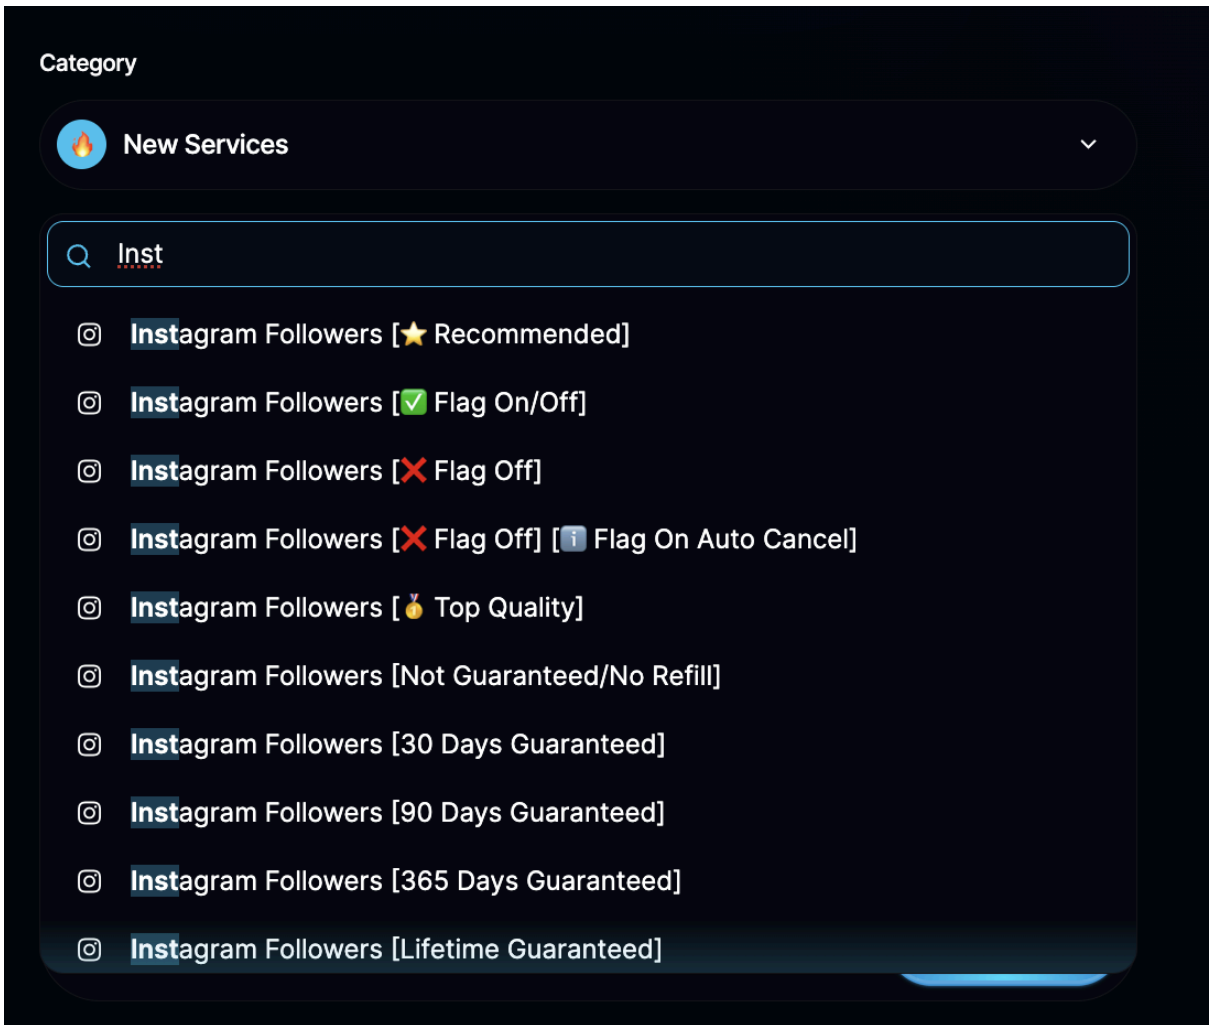 Category
New Services
Inst
Instagram Followers [⭐ Recommended]
Instagram Followers [✅ Flag On/Off]
Instagram Followers [❌ Flag Off]
Instagram Followers [❌ Flag Off] [ℹ️ Flag On Auto Cancel]
Instagram Followers [🥇 Top Quality]
Instagram Followers [Not Guaranteed/No Refill]
Instagram Followers [30 Days Guaranteed]
Instagram Followers [90 Days Guaranteed]
Instagram Followers [365 Days Guaranteed]
Instagram Followers [Lifetime Guaranteed]